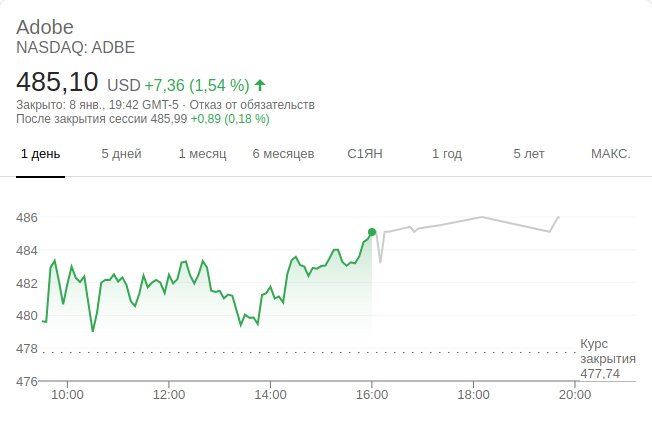 Adobe
NASDAQ: ADBE
485,10 USD +7,36 (1,54 %)
Закрыто: 8 янв., 19:42 GMT-5 · Отказ от обязательств
После закрытия сессии 485,99 +0,89 (0,18 %)
1 день 5 дней 1 месяц 6 месяцев С1ЯН 1 год 5 лет МАКС.
486
484
482
480
478
476
Курс
закрытия
477,74
10:00 12:00 14:00 16:00 18:00 20:00